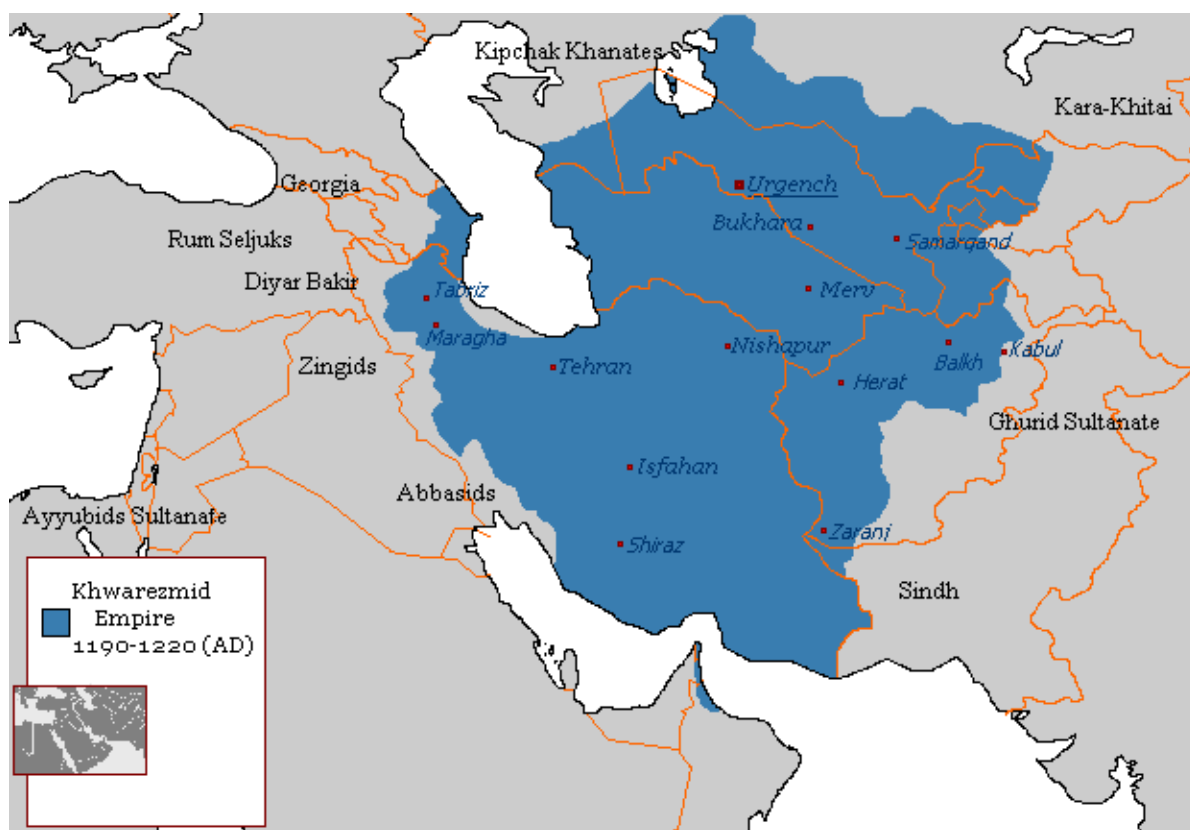 Kipchak Khanates
Kara-Khitai
Georgia
Urgench
Bukhara
Rum Seljuks
Samarqand
Diyar Bakir
Tabriz
Merv
Maragha
Nishapur
Balkh
Kabul
Zingids
Tehran
Herat
Ghurid Sultanate
Isfahan
Abbasids
Ayyubids Sultanate
Zaranj
Shiraz
Sindh
Khwarezmid
Empire
1190-1220 (AD)